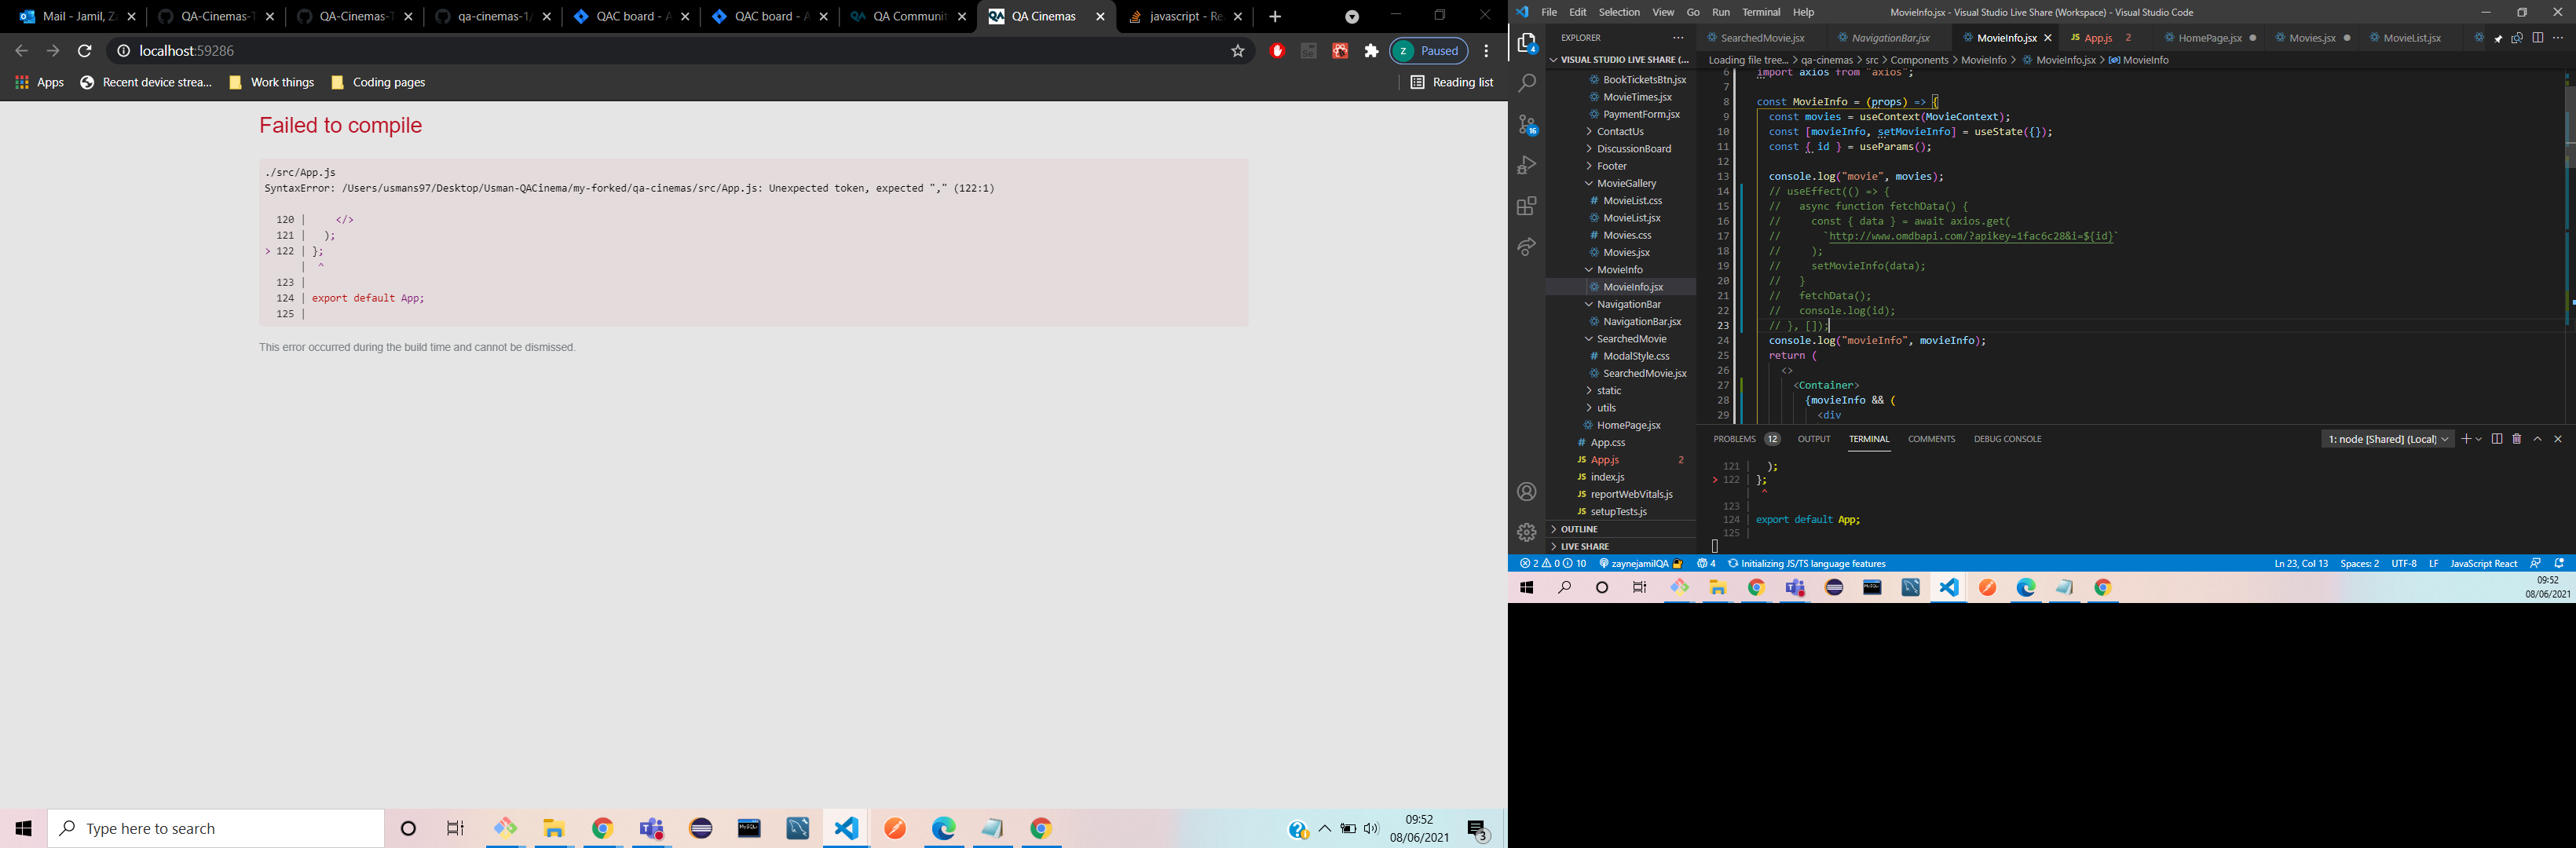 Mail - Jamil, Za
QA-Cinemas-T
QA-Cinemas-T
qa-cinemas-1/
QAC board - A
QAC board - A
QA Communit
QA Cinemas
javascript - Re
localhost:59286
Paused
Apps
Recent device strea...
Work things
Coding pages
Reading list
Failed to compile
./src/App.js
SyntaxError: /Users/usmans97/Desktop/Usman-QACinema/my-forked/qa-cinemas/src/App.js: Unexpected token, expected "," (122:1)
120 |     </>
121 |   );
> 122 | };
|  ^
123 |
124 | export default App;
125 |
This error occurred during the build time and cannot be dismissed.
Type here to search
09:52
08/06/2021
3
File Edit Selection View Go Run Terminal Help
MovieInfo.jsx - Visual Studio Live Share (Workspace) - Visual Studio Code
EXPLORER
VISUAL STUDIO LIVE SHARE (...
BookTicketsBtn.jsx
MovieTimes.jsx
PaymentForm.jsx
ContactUs
DiscussionBoard
Footer
MovieGallery
MovieList.css
MovieList.jsx
Movies.css
Movies.jsx
MovieInfo
MovieInfo.jsx
NavigationBar
NavigationBar.jsx
SearchedMovie
ModalStyle.css
SearchedMovie.jsx
static
utils
HomePage.jsx
App.css
App.js 2
index.js
reportWebVitals.js
setupTests.js
OUTLINE
LIVE SHARE
4
16
SearchedMovie.jsx
NavigationBar.jsx
MovieInfo.jsx
App.js 2
HomePage.jsx
Movies.jsx
MovieList.jsx
Loading file tree... > qa-cinemas > src > Components > MovieInfo > MovieInfo.jsx > MovieInfo
6 import axios from "axios";
7
8 const MovieInfo = (props) => {
9   const movies = useContext(MovieContext);
10   const [movieInfo, setMovieInfo] = useState({});
11   const { id } = useParams();
12
13   console.log("movie", movies);
14   // useEffect(() => {
15   //   async function fetchData() {
16   //     const { data } = await axios.get(
17   //       `http://www.omdbapi.com/?apikey=1fac6c28&i=${id}`
18   //     );
19   //     setMovieInfo(data);
20   //   }
21   //   fetchData();
22   //   console.log(id);
23   // }, []);
24   console.log("movieInfo", movieInfo);
25   return (
26     <>
27       <Container>
28         {movieInfo && (
29           <div
PROBLEMS 12 OUTPUT TERMINAL COMMENTS DEBUG CONSOLE
1: node [Shared] (Local)
121 |   );
> 122 | };
|  ^
123 |
124 | export default App;
125 |
2 0 10
zaynejamilQA
4
Initializing JS/TS language features
Ln 23, Col 13
Spaces: 2
UTF-8
LF
JavaScript React
09:52
08/06/2021